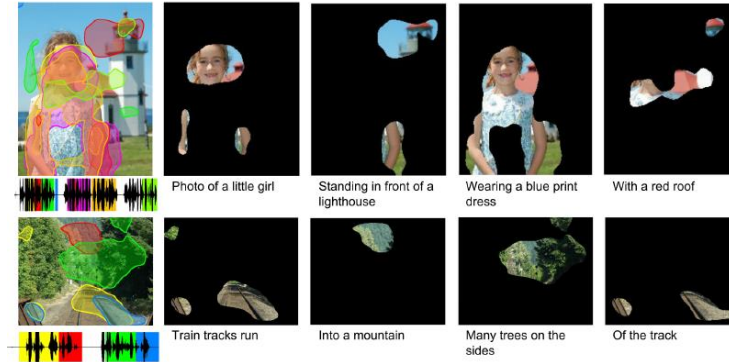 Photo of a little girl
Standing in front of a
lighthouse
Wearing a blue print
dress
With a red roof
Train tracks run
Into a mountain
Many trees on the
sides
Of the track